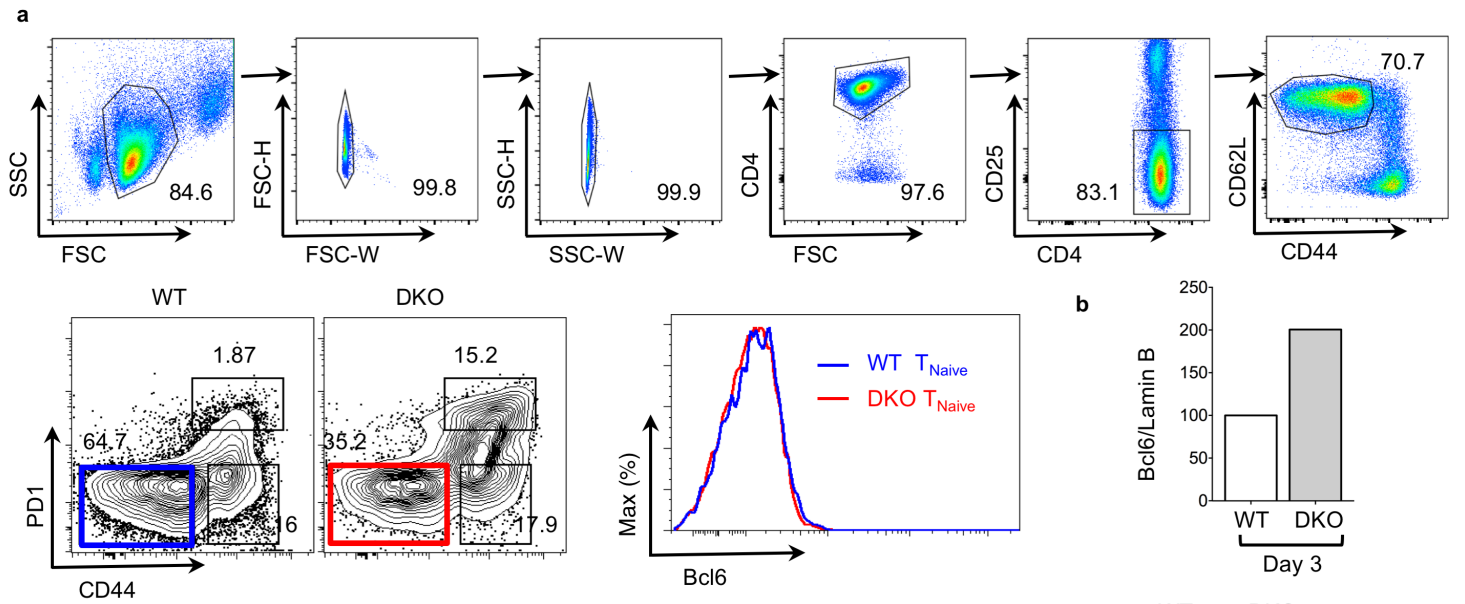 a
SSC
84.6
FSC
FSC-H
99.8
FSC-W
SSC-H
99.9
SSC-W
CD4
97.6
FSC
CD25
83.1
CD4
CD62L
70.7
CD44
WT
1.87
64.7
16
PD1
CD44
DKO
15.2
35.2
17.9
WT TNaive
DKO TNaive
Max (%)
Bcl6
b
Bcl6/Lamin B
250
200
150
100
50
0
WT DKO
Day 3